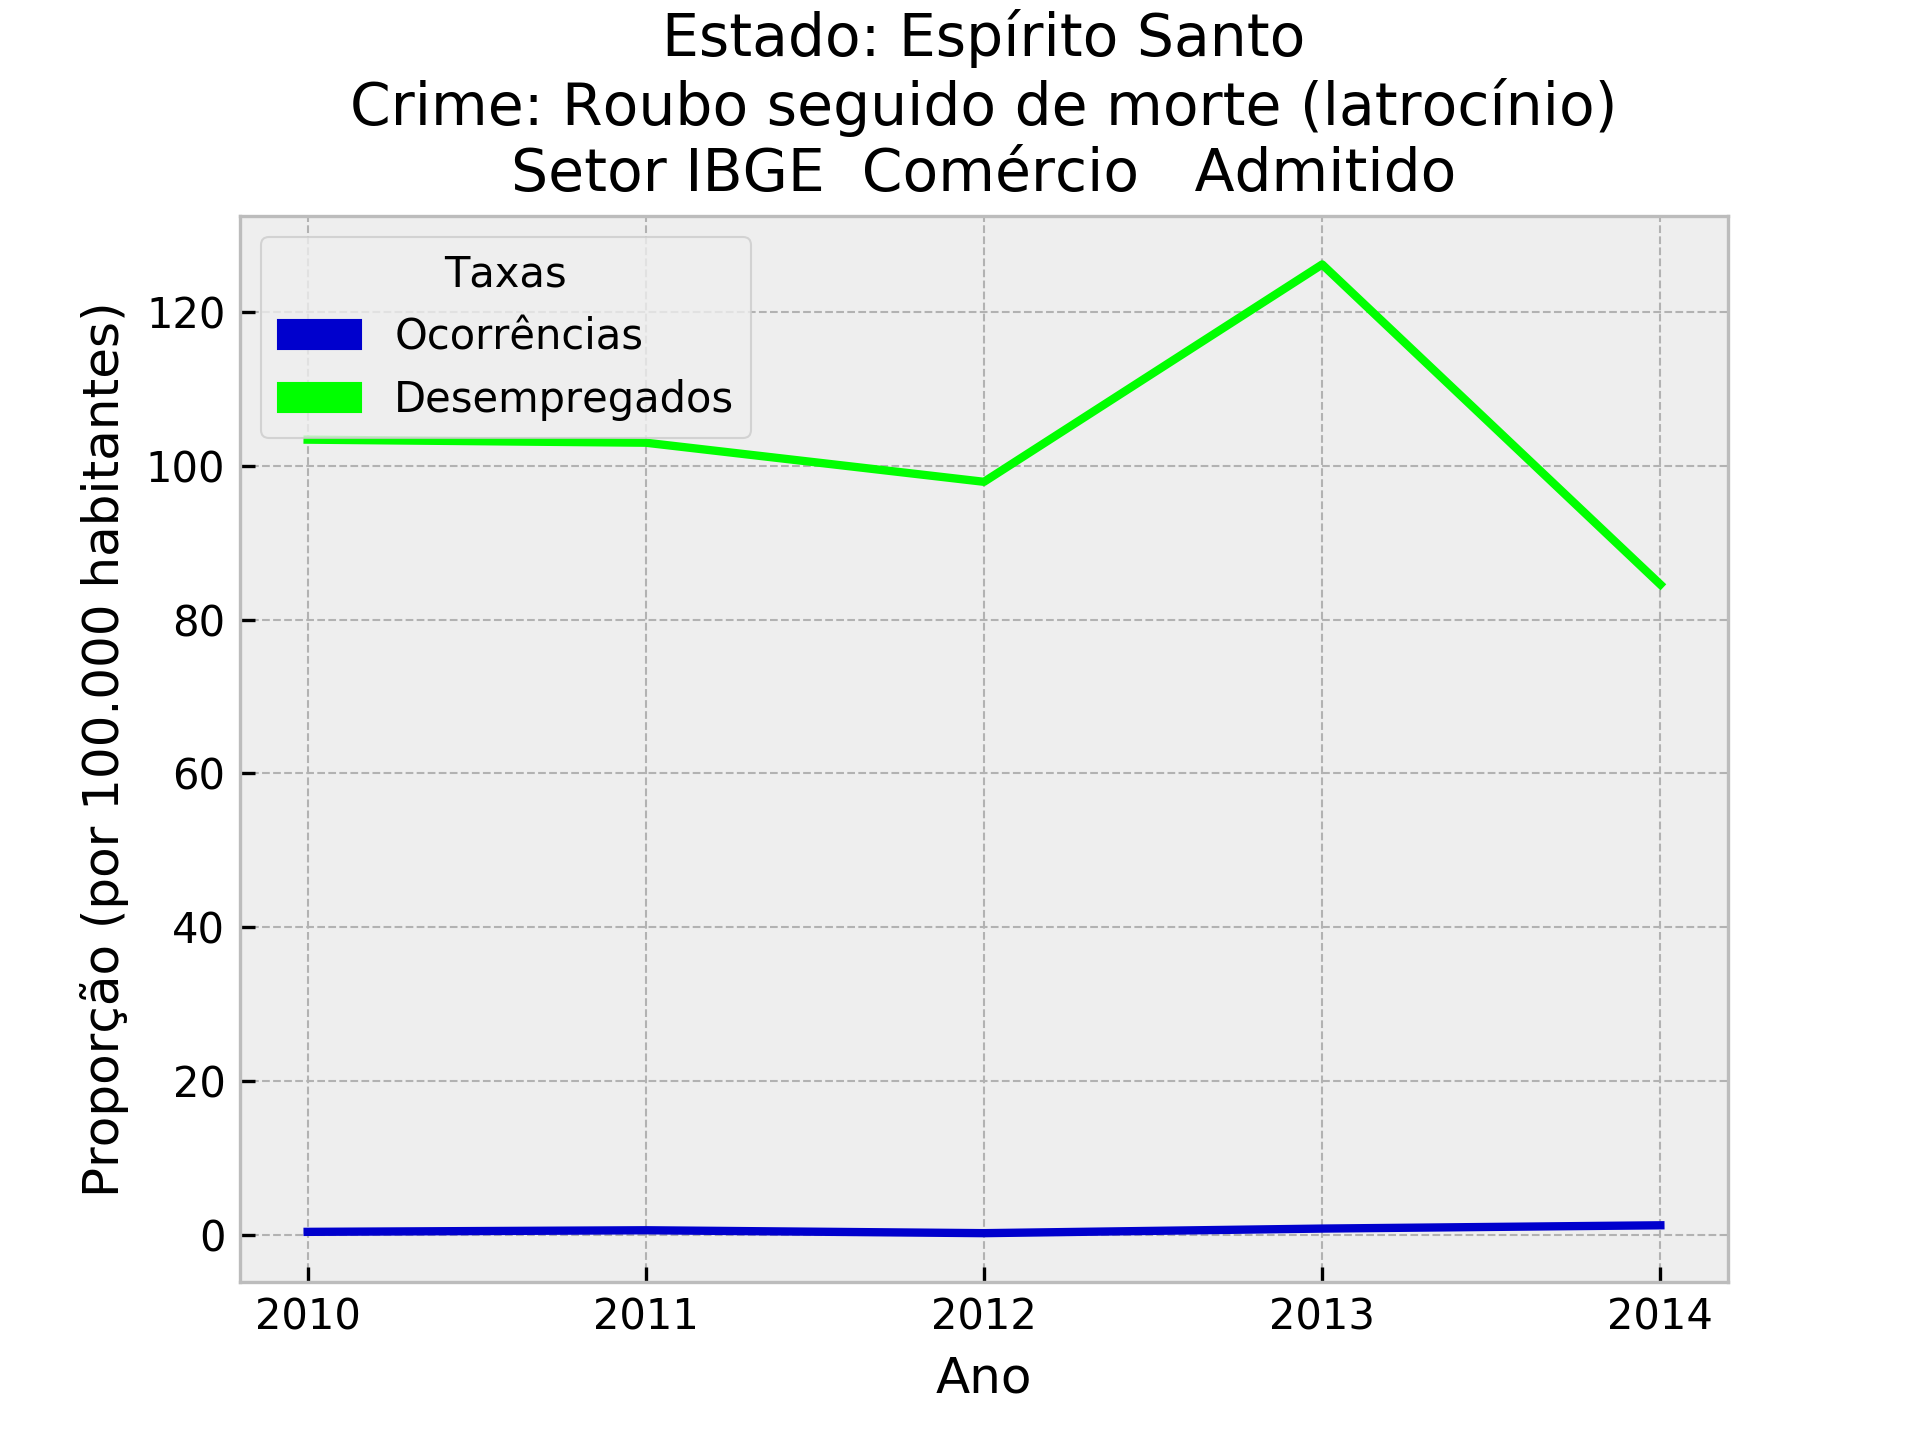 Estado: Espírito Santo
Crime: Roubo seguido de morte (latrocínio)
Setor IBGE  Comércio   Admitido
Taxas
Ocorrências
Desempregados
Proporção (por 100.000 habitantes)
120
100
80
60
40
20
0
2010 2011 2012 2013 2014
Ano